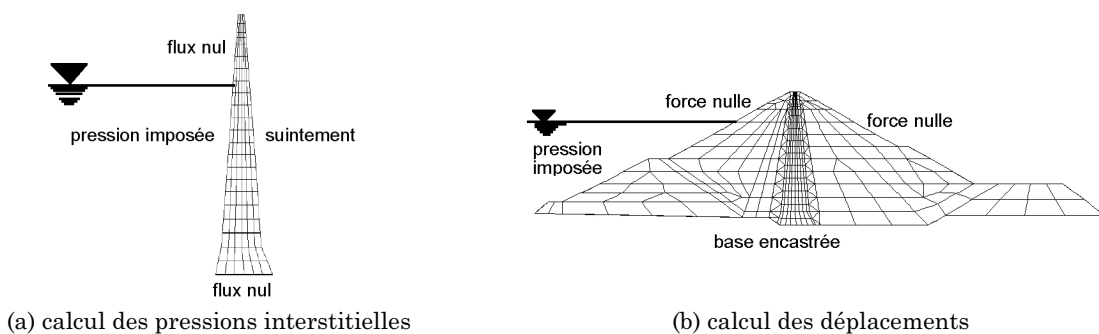 flux nul
pression imposée
suintement
flux nul
(a) calcul des pressions interstitielles
force nulle
force nulle
pression
imposée
base encastrée
(b) calcul des déplacements